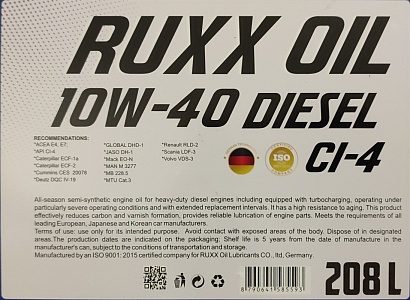 RUXX OIL
10W-40 DIESEL
CI-4
RECOMMENDATIONS:
*ACEA E4, E7,
*API CI-4
*Caterpillar ECF-1a
*Caterpillar ECF-2
*Cummins CES. 20078
*Deutz DQC IV-19
*GLOBAL DHD-1
*JASO DH-1
*Mack EO-N
*MAN M 3277
*MB 228.5
*MTU Cat.3
*Renault RLD-2
*Scania LDF-3
*Volvo VDS-3
ISO
All-season semi-synthetic engine oil for heavy-duty diesel engines including equipped with turbocharging, operating under
particularly severe operating conditions and with extended replacement intervals. It has a high resistance to aging. This product
effectively reduces carbon and varnish formation, provides reliable lubrication of engine parts. Meets the requirements of all
leading European, Japanese and Korean car manufacturers.
Terms of use: use only for its intended purpose. Avoid contact with exposed areas of the body. Dispose of in designated
areas.The production dates are indicated on the packaging; Shelf life is 5 years from the date of manufacture in the
manufacturer's can, subject to the conditions of transportation and storage.
Manufactured by an ISO 9001: 2015 certified company for RUXX Oil Lubricants CO., ltd, Germany.
8 790641 585593
208 L